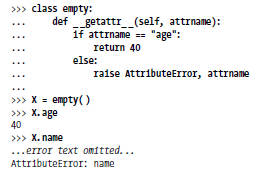 >>> class empty:
...     def __getattr__(self, attrname):
...         if attrname == "age":
...             return 40
...         else:
...             raise AttributeError, attrname
...
>>> X = empty()
>>> X.age
40
>>> X.name
...error text omitted...
AttributeError: name